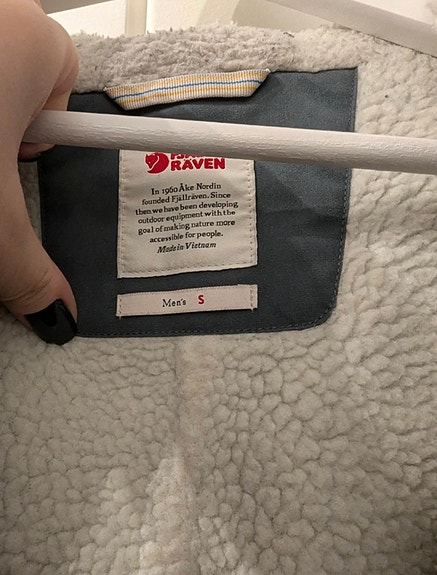 RÄVEN
In 1960 Åke Nordin
founded Fjällräven. Since
then we have been developing
outdoor equipment with the
goal of making nature more
accessible for people.
Made in Vietnam
Men's S